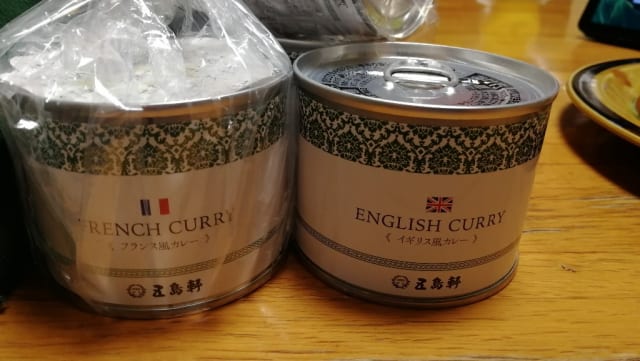 FRENCH CURRY
《 フランス風カレー 》
五島軒
ENGLISH CURRY
《 イギリス風カレー 》
五島軒